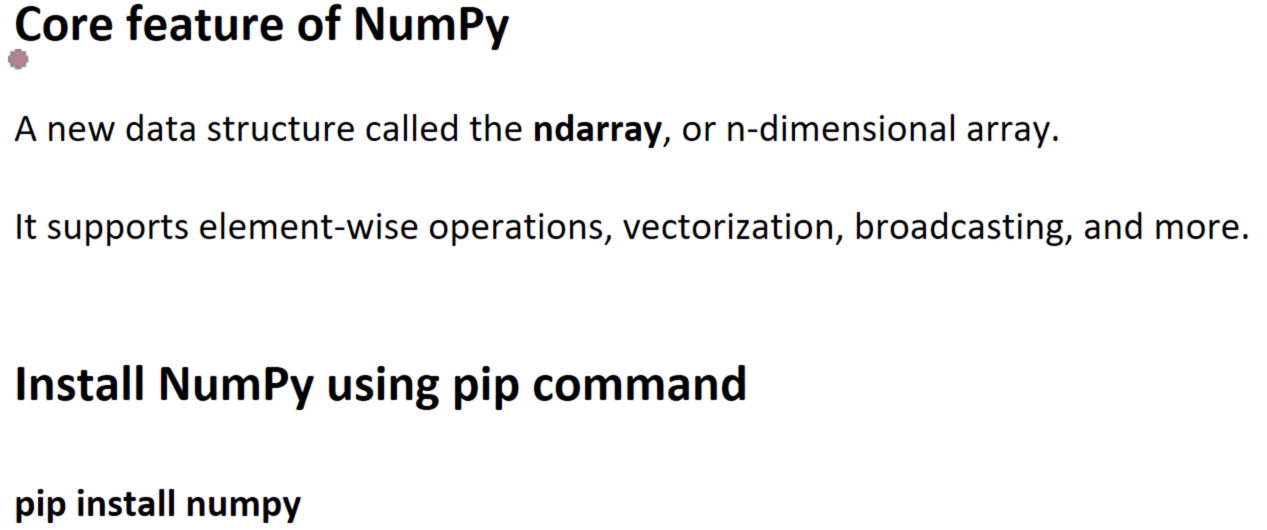 Core feature of NumPy
A new data structure called the ndarray, or n-dimensional array.
It supports element-wise operations, vectorization, broadcasting, and more.
Install NumPy using pip command
pip install numpy